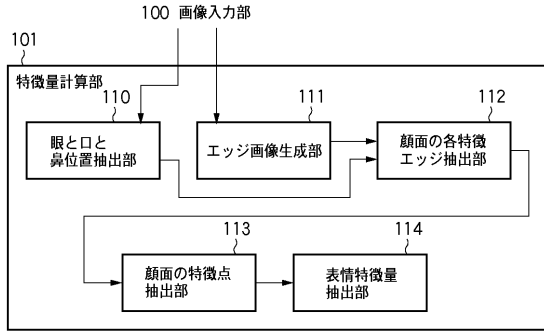 100 画像入力部
101
特徴量計算部
110
眼と口と
鼻位置抽出部
111
エッジ画像生成部
112
顔面の各特徴
エッジ抽出部
113
顔面の特徴点
抽出部
114
表情特徴量
抽出部